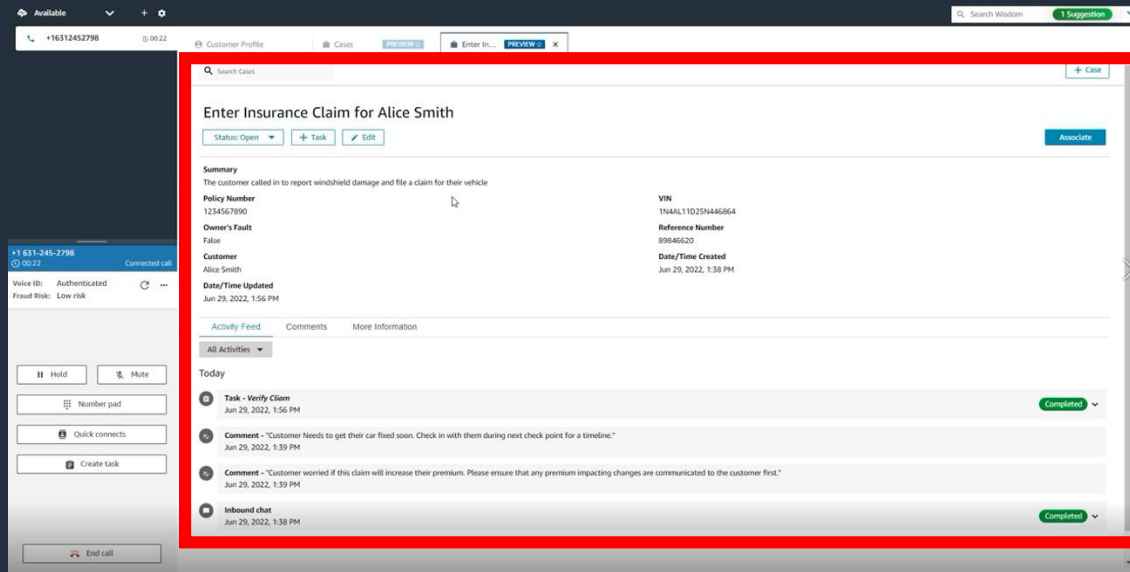 Available
Search Wisdom
1 Suggestion
+16312452798
00:22
Customer Profile
Cases
PREVIEW
Enter In...
PREVIEW
X
Search Cases
+ Case
Enter Insurance Claim for Alice Smith
Status: Open
+ Task
Edit
Associate
Summary
The customer called in to report windshield damage and file a claim for their vehicle
Policy Number
1234567890
VIN
1N4AL11D25N446864
Owner's Fault
False
Reference Number
89846620
Customer
Alice Smith
Date/Time Created
Jun 29, 2022, 1:38 PM
Date/Time Updated
Jun 29, 2022, 1:56 PM
+1 631-245-2798
00:22
Connected call
Voice ID: Authenticated
Fraud Risk: Low risk
Hold
Mute
Number pad
Quick connects
Create task
End call
Activity Feed
Comments
More Information
All Activities
Today
Task - Verify Cliam
Jun 29, 2022, 1:56 PM
Completed
Comment - "Customer Needs to get their car fixed soon. Check in with them during next check point for a timeline."
Jun 29, 2022, 1:39 PM
Comment - "Customer worried if this claim will increase their premium. Please ensure that any premium impacting changes are communicated to the customer first."
Jun 29, 2022, 1:39 PM
Inbound chat
Jun 29, 2022, 1:38 PM
Completed